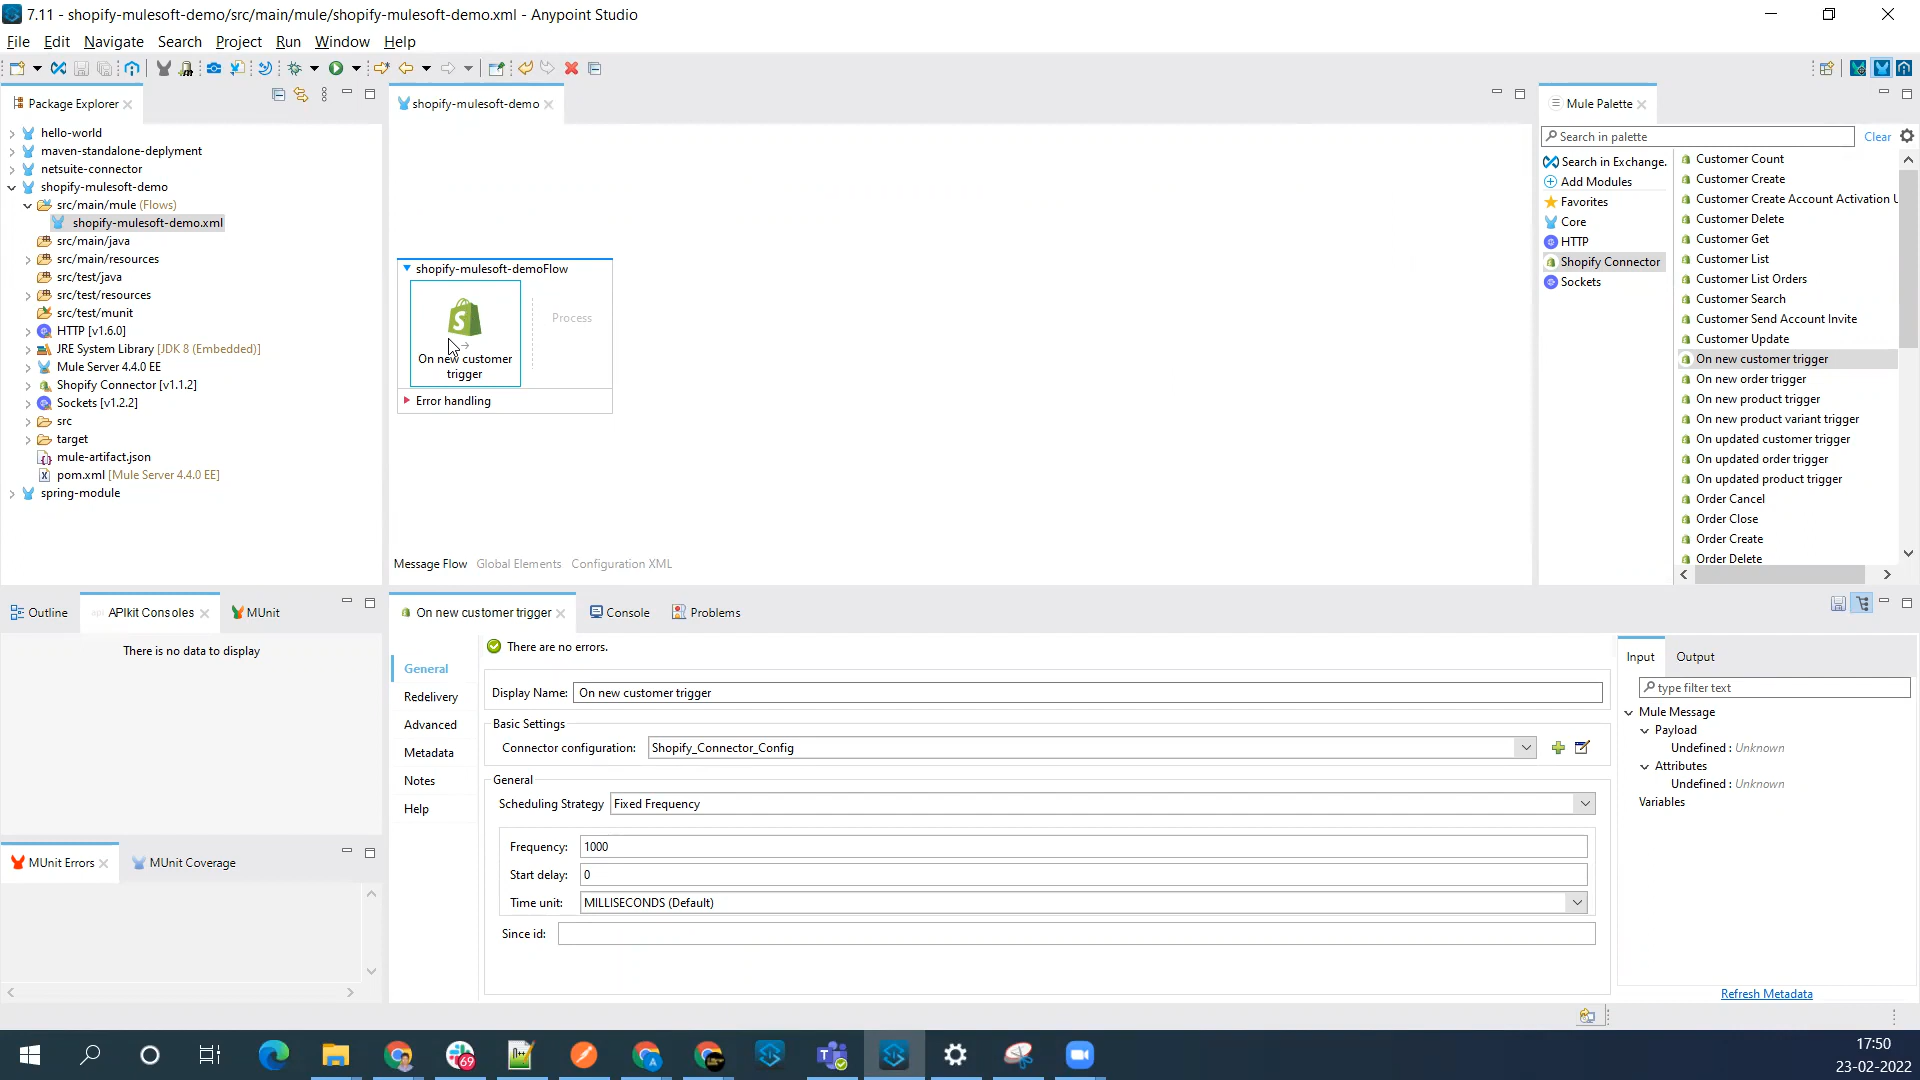 7.11 - shopify-mulesoft-demo/src/main/mule/shopify-mulesoft-demo.xml - Anypoint Studio
File Edit Navigate Search Project Run Window Help
Package Explorer
hello-world
maven-standalone-deplyment
netsuite-connector
shopify-mulesoft-demo
src/main/mule (Flows)
shopify-mulesoft-demo.xml
src/main/java
src/main/resources
src/test/java
src/test/resources
src/test/munit
HTTP [v1.6.0]
JRE System Library [JDK 8 (Embedded)]
Mule Server 4.4.0 EE
Shopify Connector [v1.1.2]
Sockets [v1.2.2]
src
target
mule-artifact.json
pom.xml [Mule Server 4.4.0 EE]
spring-module
shopify-mulesoft-demo
shopify-mulesoft-demoFlow
Process
On new customer
trigger
Error handling
Message Flow Global Elements Configuration XML
Mule Palette
Search in palette
Clear
Search in Exchange.
Add Modules
Favorites
Core
HTTP
Shopify Connector
Sockets
Customer Count
Customer Create
Customer Create Account Activation U
Customer Delete
Customer Get
Customer List
Customer List Orders
Customer Search
Customer Send Account Invite
Customer Update
On new customer trigger
On new order trigger
On new product trigger
On new product variant trigger
On updated customer trigger
On updated order trigger
On updated product trigger
Order Cancel
Order Close
Order Create
Order Delete
Outline APIkit Consoles MUnit
There is no data to display
MUnit Errors MUnit Coverage
On new customer trigger Console Problems
General
Redelivery
Advanced
Metadata
Notes
Help
There are no errors.
Display Name: On new customer trigger
Basic Settings
Connector configuration: Shopify_Connector_Config
General
Scheduling Strategy Fixed Frequency
Frequency: 1000
Start delay: 0
Time unit: MILLISECONDS (Default)
Since id:
Input Output
type filter text
Mule Message
Payload
Undefined : Unknown
Attributes
Undefined : Unknown
Variables
Refresh Metadata
69
A
17:50
23-02-2022